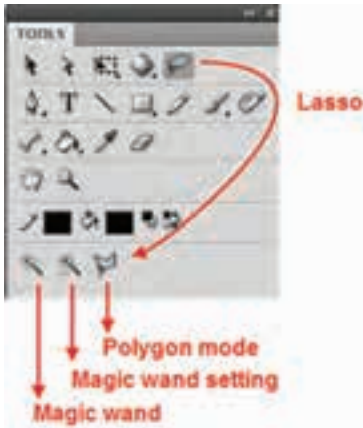 TOOLS
Lasso
Polygon mode
Magic wand setting
Magic wand